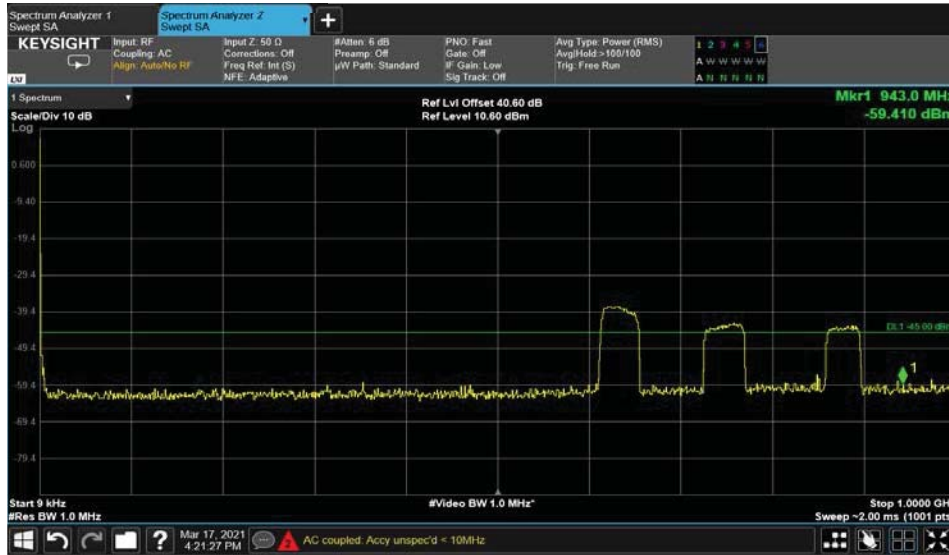 Spectrum Analyzer 1
Swept SA
Spectrum Analyzer 2
Swept SA
+
KEYSIGHT
LXI
Input: RF
Coupling: AC
Align: Auto/No RF
Input Z: 50 Ω
Corrections: Off
Freq Ref: Int (S)
NFE: Adaptive
#Atten: 6 dB
Preamp: Off
µW Path: Standard
PNO: Fast
Gate: Off
IF Gain: Low
Sig Track: Off
Avg Type: Power (RMS)
Avg|Hold:>100/100
Trig: Free Run
1 2 3 4 5 6
A W W W W W
A N N N N N
1 Spectrum
Scale/Div 10 dB
Log
Ref Lvl Offset 40.60 dB
Ref Level 10.60 dBm
Mkr1 943.0 MHz
-59.410 dBm
0.600
-9.40
-19.4
-29.4
-39.4
DL1 -45.00 dBm
-49.4
1
-59.4
-69.4
-79.4
Start 9 kHz
#Video BW 1.0 MHz*
Stop 1.0000 GH
#Res BW 1.0 MHz
Sweep ~2.00 ms (1001 pts
?
Mar 17, 2021
4:21:27 PM
AC coupled: Accy unspec'd < 10MHz